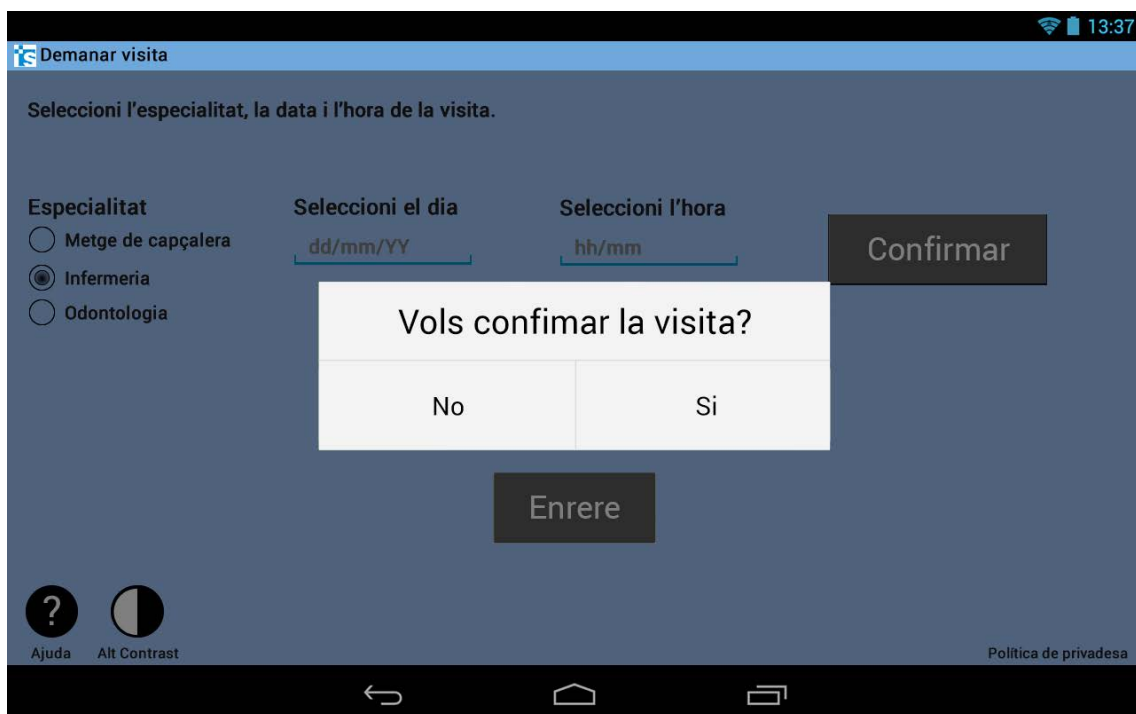 13:37
Demanar visita
Seleccioni l'especialitat, la data i l'hora de la visita.
Especialitat
Metge de capçalera
Infermeria
Odontologia
Seleccioni el dia
dd/mm/YY
Seleccioni l'hora
hh/mm
Confirmar
Vols confimar la visita?
No
Si
Enrere
?
Ajuda
Alt Contrast
Política de privadesa